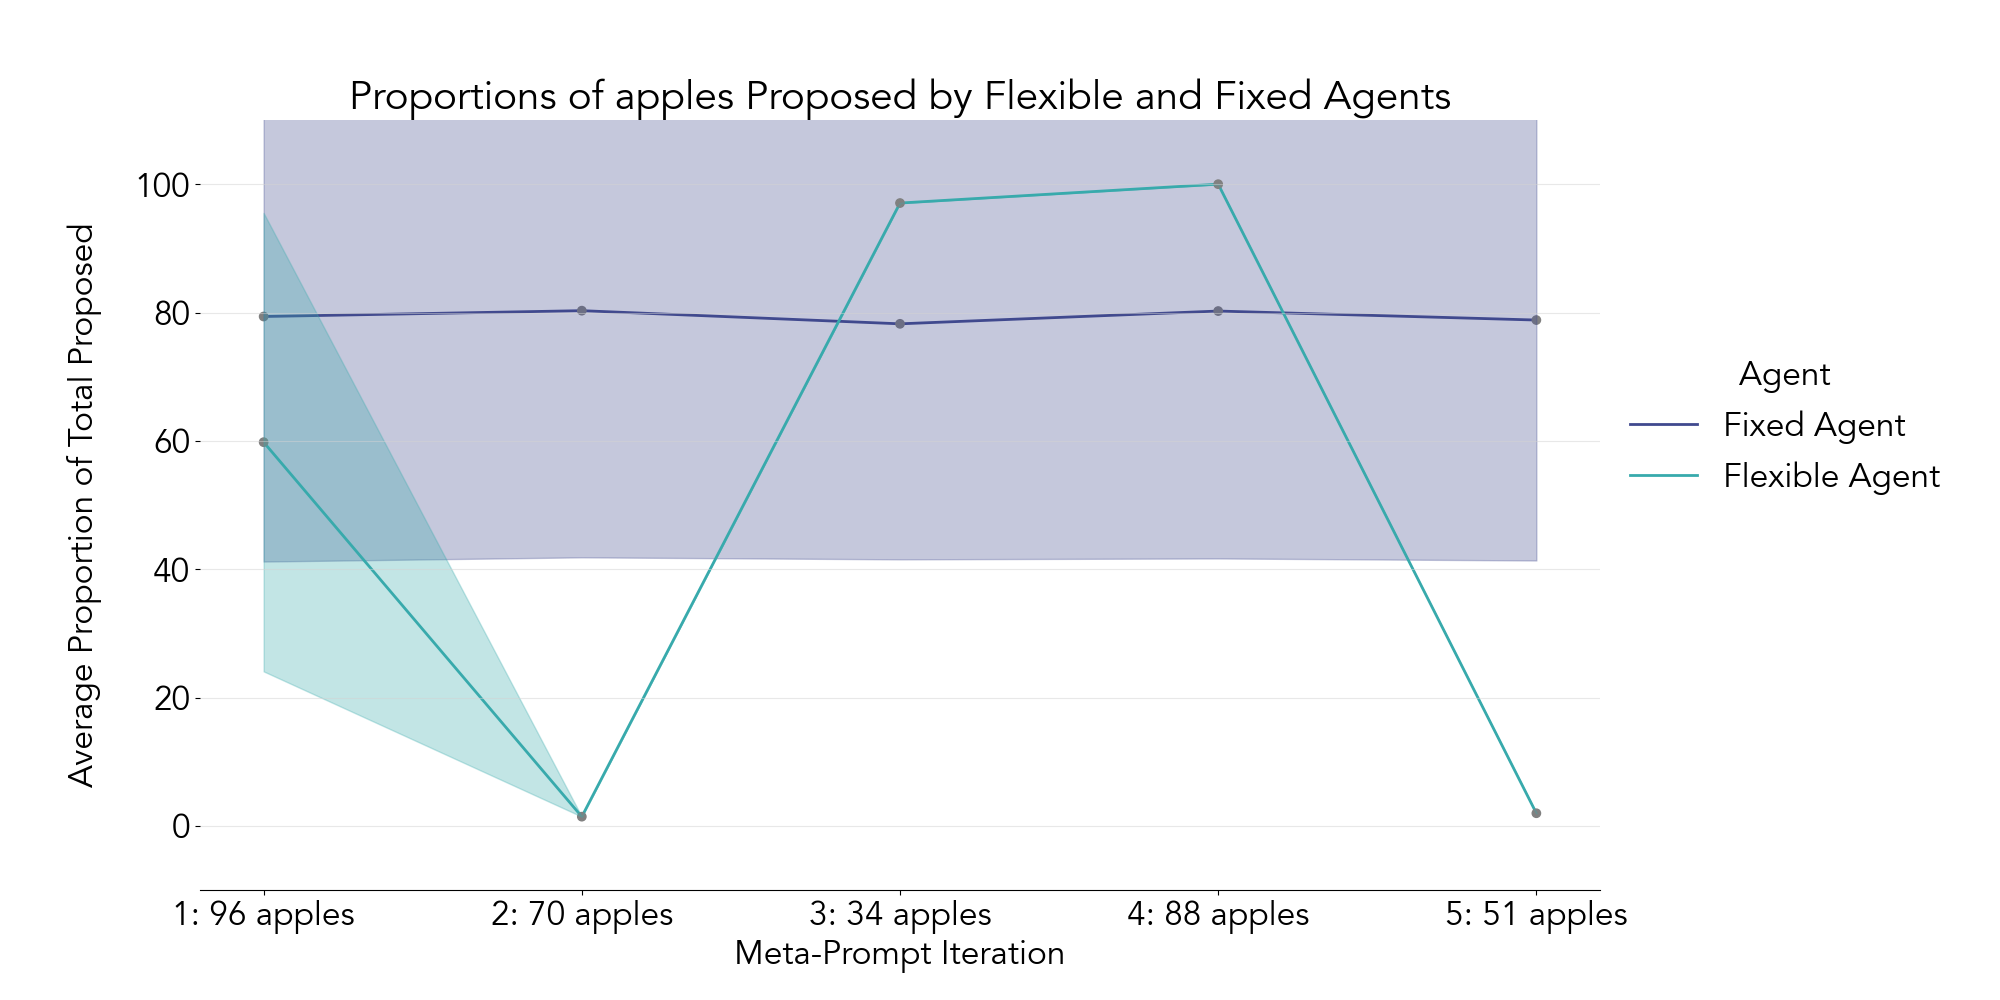 Proportions of apples Proposed by Flexible and Fixed Agents
Average Proportion of Total Proposed
100
80
60
40
20
0
1: 96 apples
2: 70 apples
3: 34 apples
4: 88 apples
5: 51 apples
Meta-Prompt Iteration
Agent
Fixed Agent
Flexible Agent